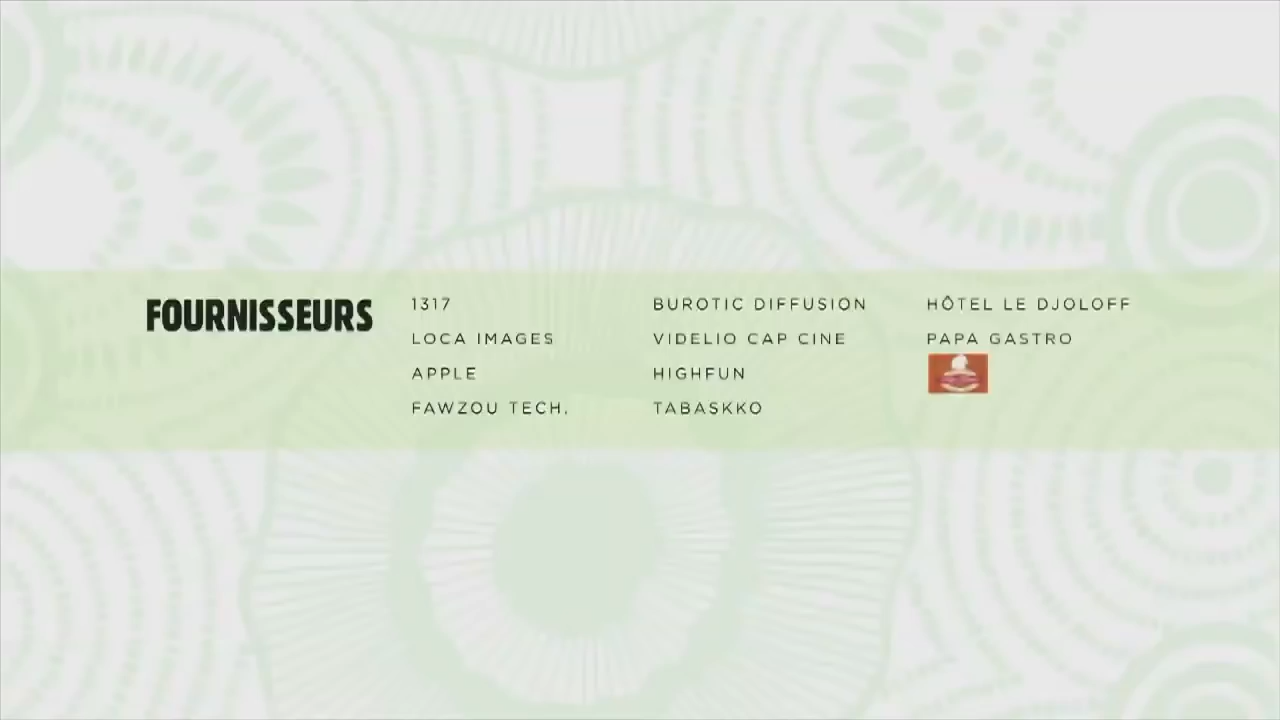 FOURNISSEURS
1317
LOCA IMAGES
APPLE
FAWZOU TECH.
BUROTIC DIFFUSION
VIDELIO CAP CINE
HIGHFUN
TABASKKO
HÔTEL LE DJOLOFF
PAPA GASTRO